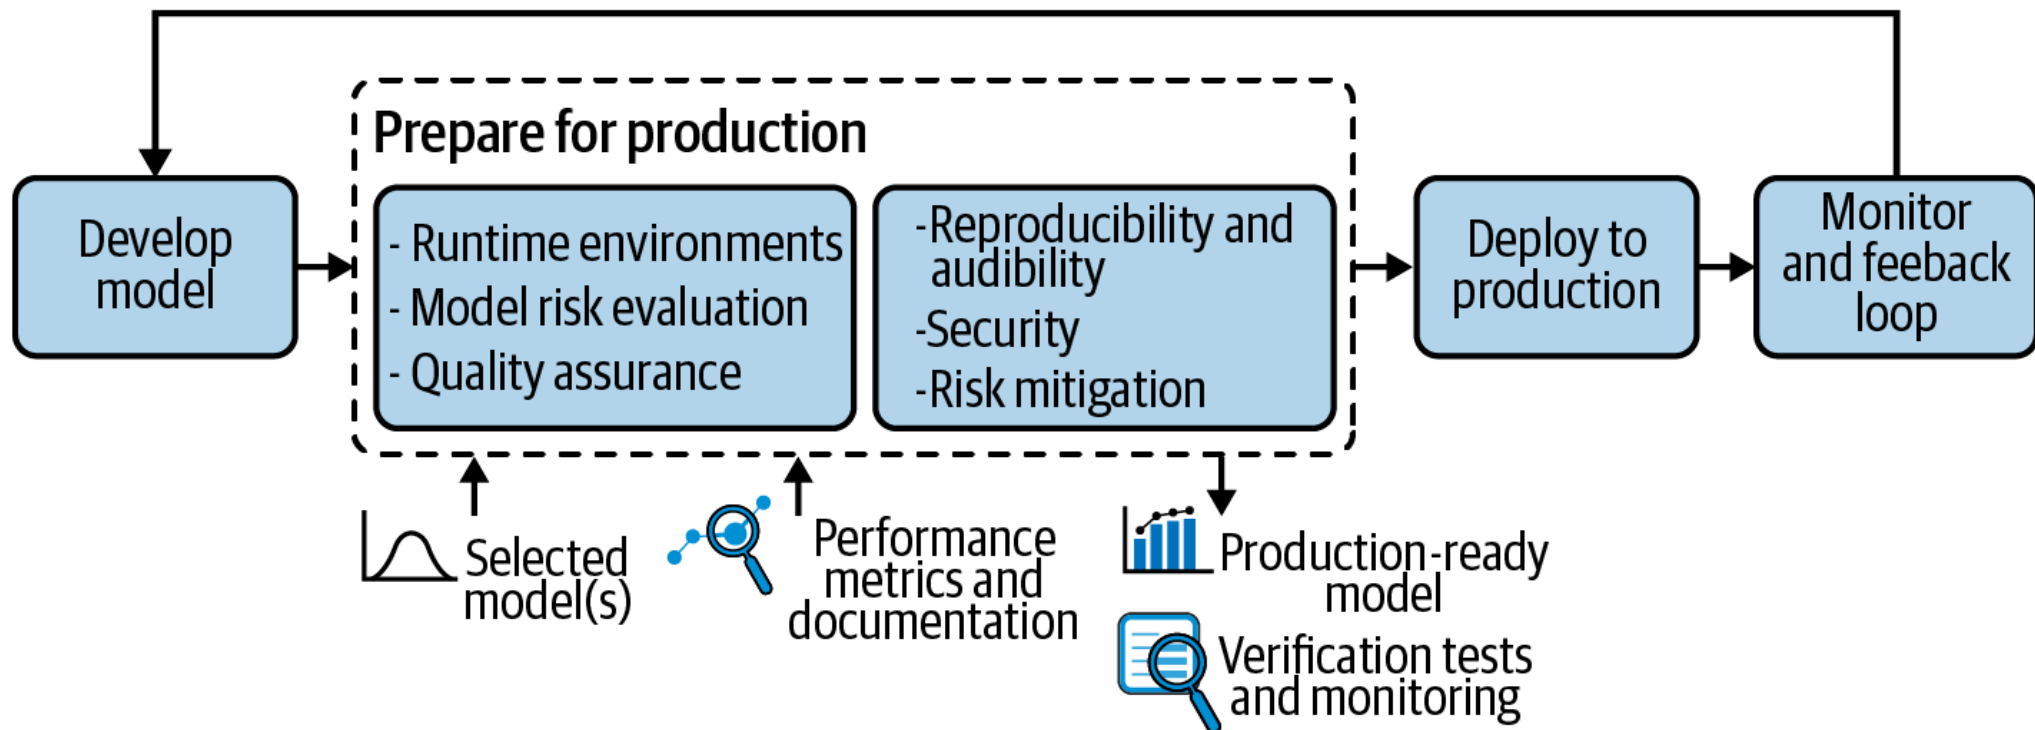 Prepare for production
Develop
model
- Runtime environments
- Model risk evaluation
- Quality assurance
-Reproducibility and
audibility
-Security
-Risk mitigation
Deploy to
production
Monitor
and feeback
loop
Selected
model(s)
Performance
metrics and
documentation
Production-ready
model
Verification tests
and monitoring